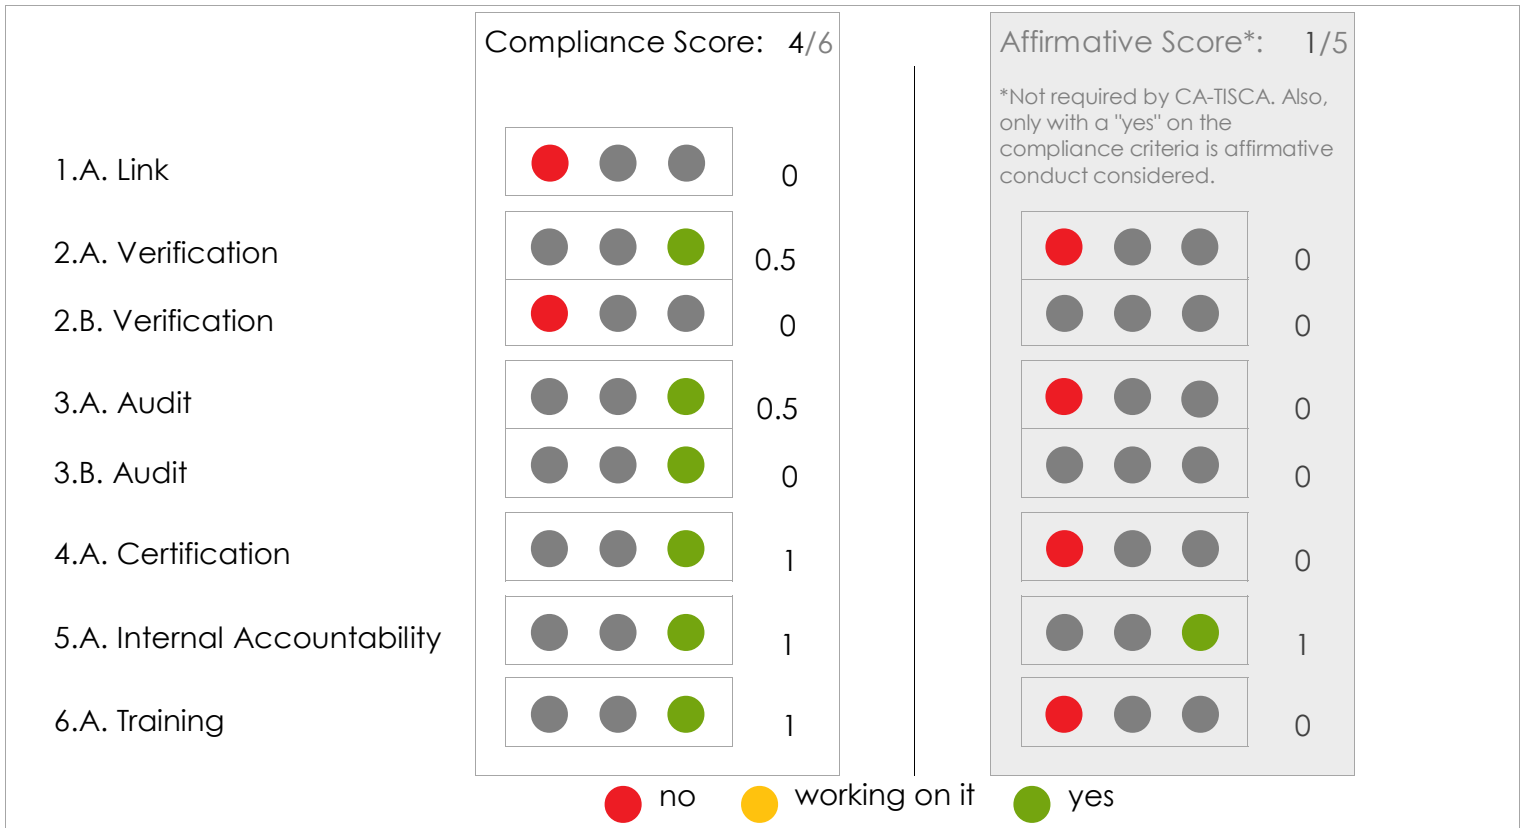 Compliance Score: 4/6
Affirmative Score*: 1/5
*Not required by CA-TISCA. Also,
only with a "yes" on the
compliance criteria is affirmative
conduct considered.
1.A. Link 0
2.A. Verification 0.5 0
2.B. Verification 0 0
3.A. Audit 0.5 0
3.B. Audit 0 0
4.A. Certification 1 0
5.A. Internal Accountability 1 1
6.A. Training 1 0
no working on it yes